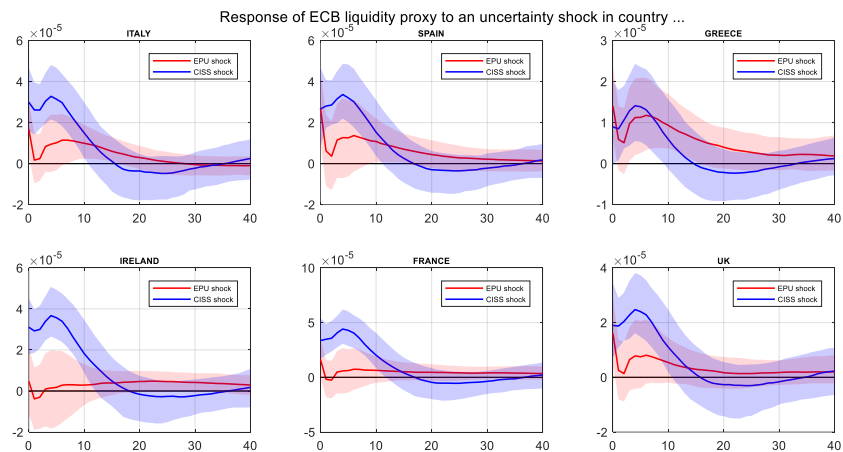 Response of ECB liquidity proxy to an uncertainty shock in country ...
×10⁻⁵
ITALY
6
4
2
0
-2
0 10 20 30 40
EPU shock
CISS shock
×10⁻⁵
SPAIN
6
4
2
0
-2
0 10 20 30 40
EPU shock
CISS shock
×10⁻⁵
GREECE
3
2
1
0
-1
0 10 20 30 40
EPU shock
CISS shock
×10⁻⁵
IRELAND
6
4
2
0
-2
0 10 20 30 40
EPU shock
CISS shock
×10⁻⁵
FRANCE
10
5
0
-5
0 10 20 30 40
EPU shock
CISS shock
×10⁻⁵
UK
4
2
0
-2
0 10 20 30 40
EPU shock
CISS shock